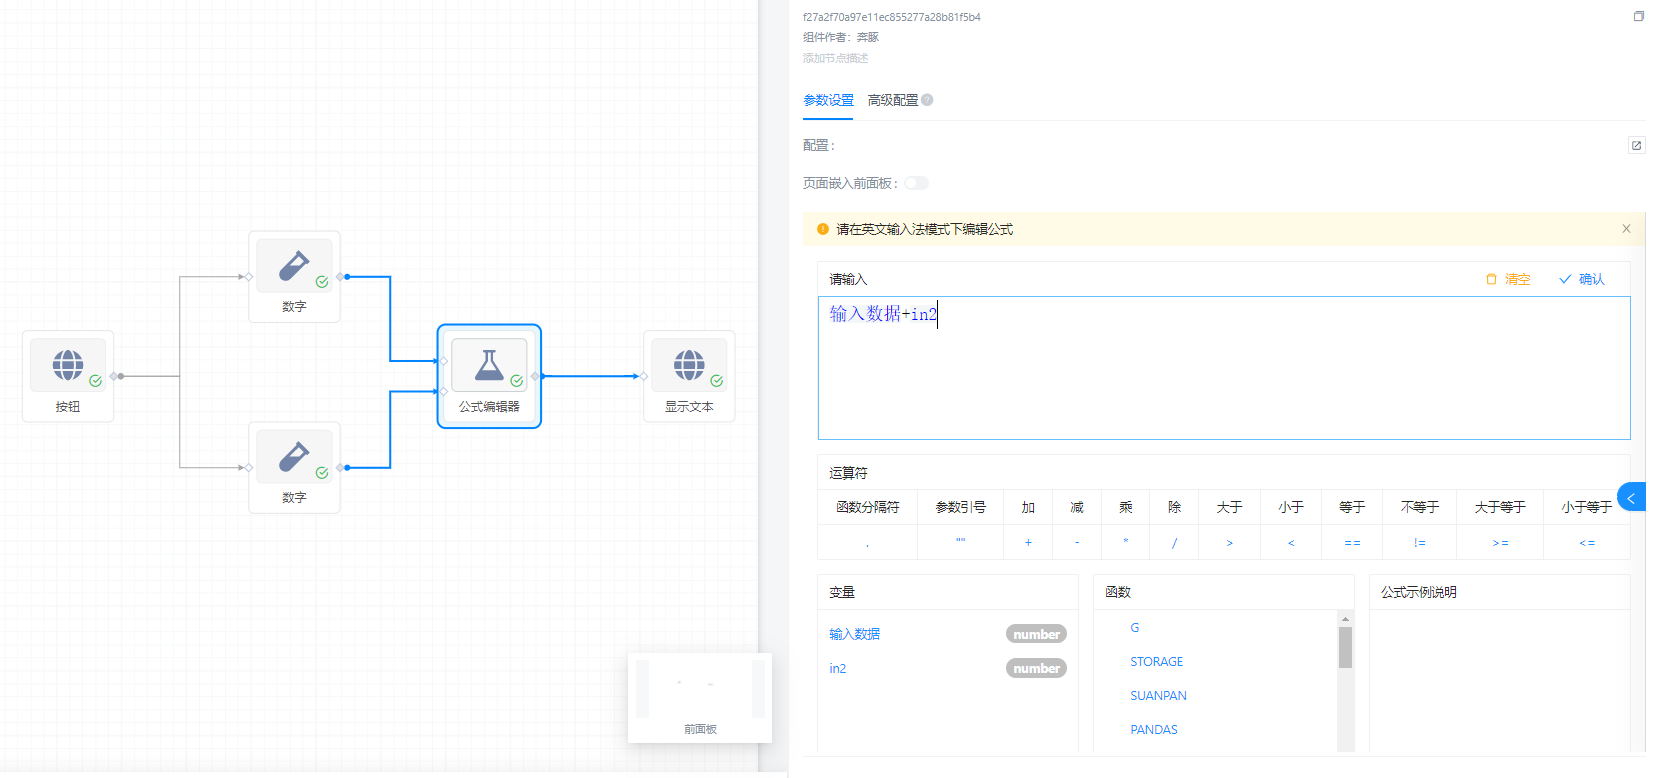 数字
按钮
公式编辑器
显示文本
数字
前面板
f27a2f70a97e11ec855277a28b81f5b4
组件作者：奔豚
添加节点描述
参数设置 高级配置 ?
配置：
页面嵌入前面板：
请在英文输入法模式下编辑公式
请输入 清空 确认
输入数据+in2
运算符
函数分隔符 参数引号 加 减 乘 除 大于 小于 等于 不等于 大于等于 小于等于
. "" + - * / > < == != >= <=
变量
输入数据 number
in2 number
函数
G
STORAGE
SUANPAN
PANDAS
公式示例说明